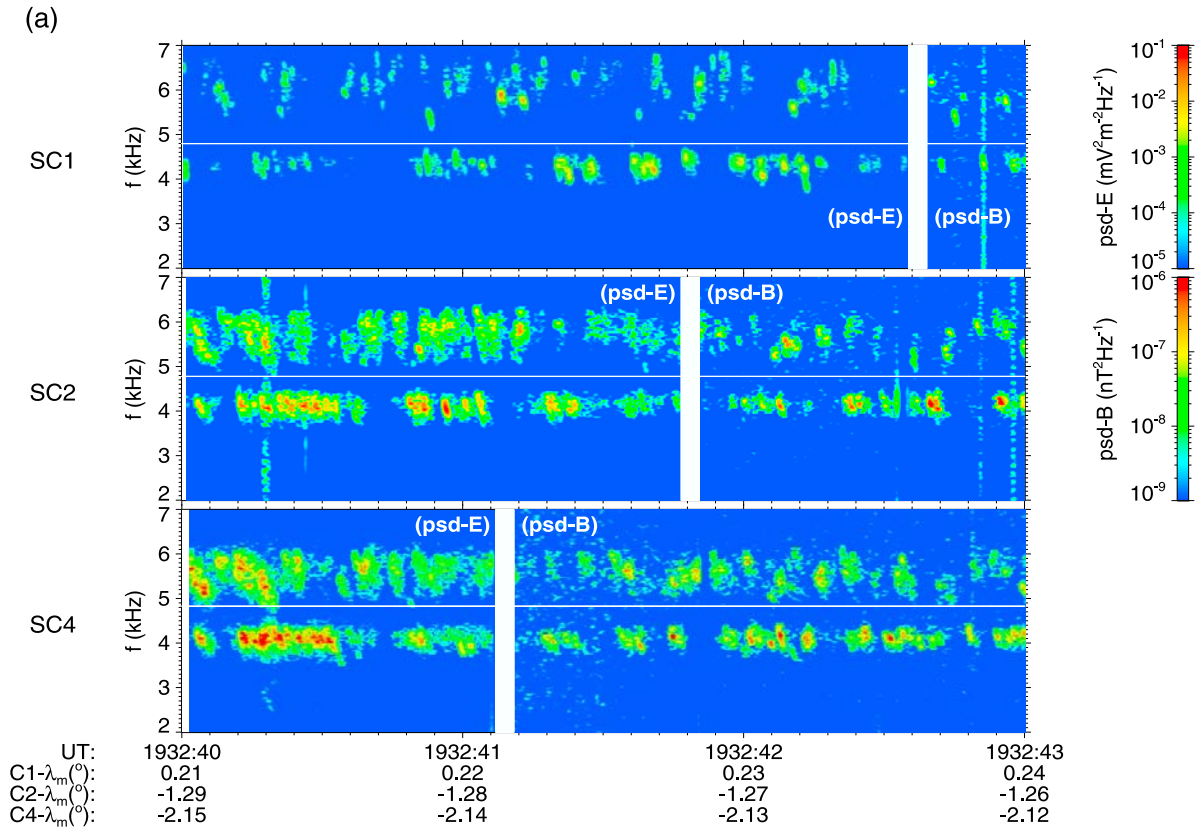 (a)
7
6
5
4
3
2
f (kHz)
SC1
(psd-E) (psd-B)
10⁻¹
10⁻²
10⁻³
10⁻⁴
10⁻⁵
psd-E (mV²m⁻²Hz⁻¹)
7
6
5
4
3
2
f (kHz)
SC2
(psd-E) (psd-B)
10⁻⁶
10⁻⁷
10⁻⁸
10⁻⁹
psd-B (nT²Hz⁻¹)
7
6
5
4
3
2
f (kHz)
SC4
(psd-E) (psd-B)
UT: 1932:40 1932:41 1932:42 1932:43
C1-λm(°): 0.21 0.22 0.23 0.24
C2-λm(°): -1.29 -1.28 -1.27 -1.26
C4-λm(°): -2.15 -2.14 -2.13 -2.12